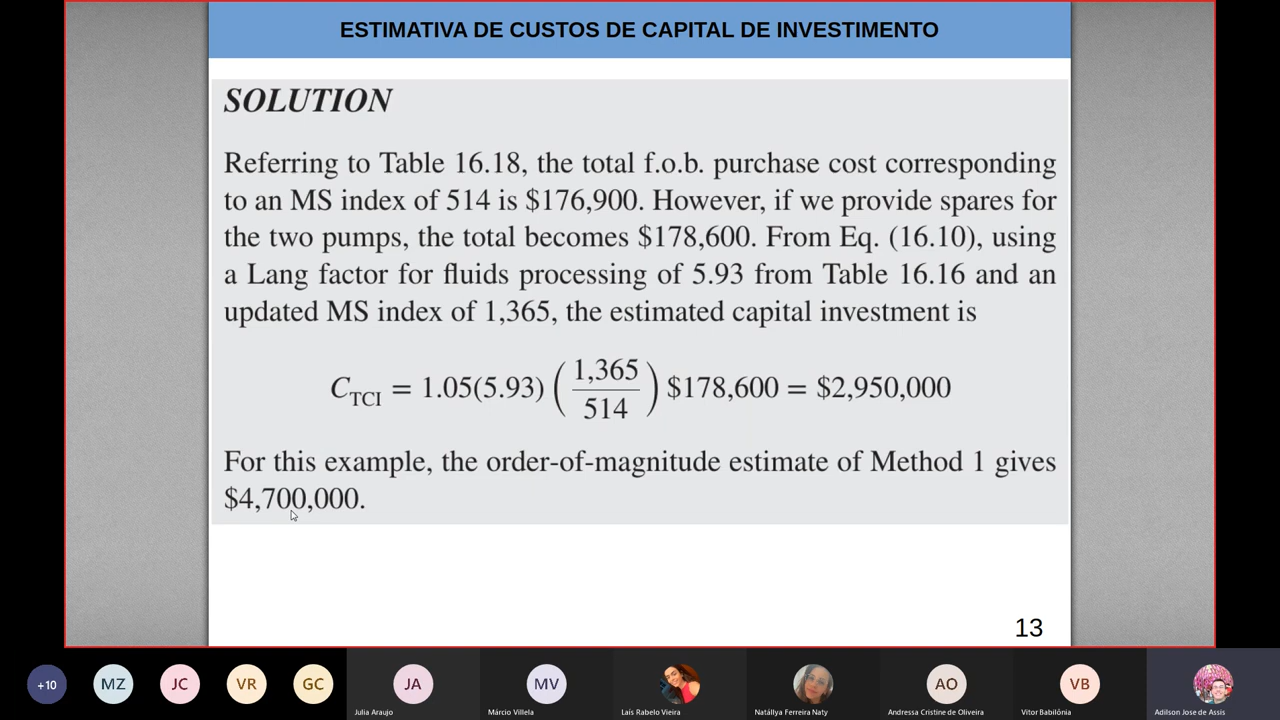 ESTIMATIVA DE CUSTOS DE CAPITAL DE INVESTIMENTO
SOLUTION
Referring to Table 16.18, the total f.o.b. purchase cost corresponding
to an MS index of 514 is $176,900. However, if we provide spares for
the two pumps, the total becomes $178,600. From Eq. (16.10), using
a Lang factor for fluids processing of 5.93 from Table 16.16 and an
updated MS index of 1,365, the estimated capital investment is
C_TCI = 1.05(5.93) (1,365/514) $178,600 = $2,950,000
For this example, the order-of-magnitude estimate of Method 1 gives
$4,700,000.
13
+10 MZ JC VR GC JA MV AO VB
Julia Araujo Márcio Villela Laís Rabelo Vieira Natállya Ferreira Naty Andressa Cristine de Oliveira Vitor Babilônia Adilson Jose de Assis